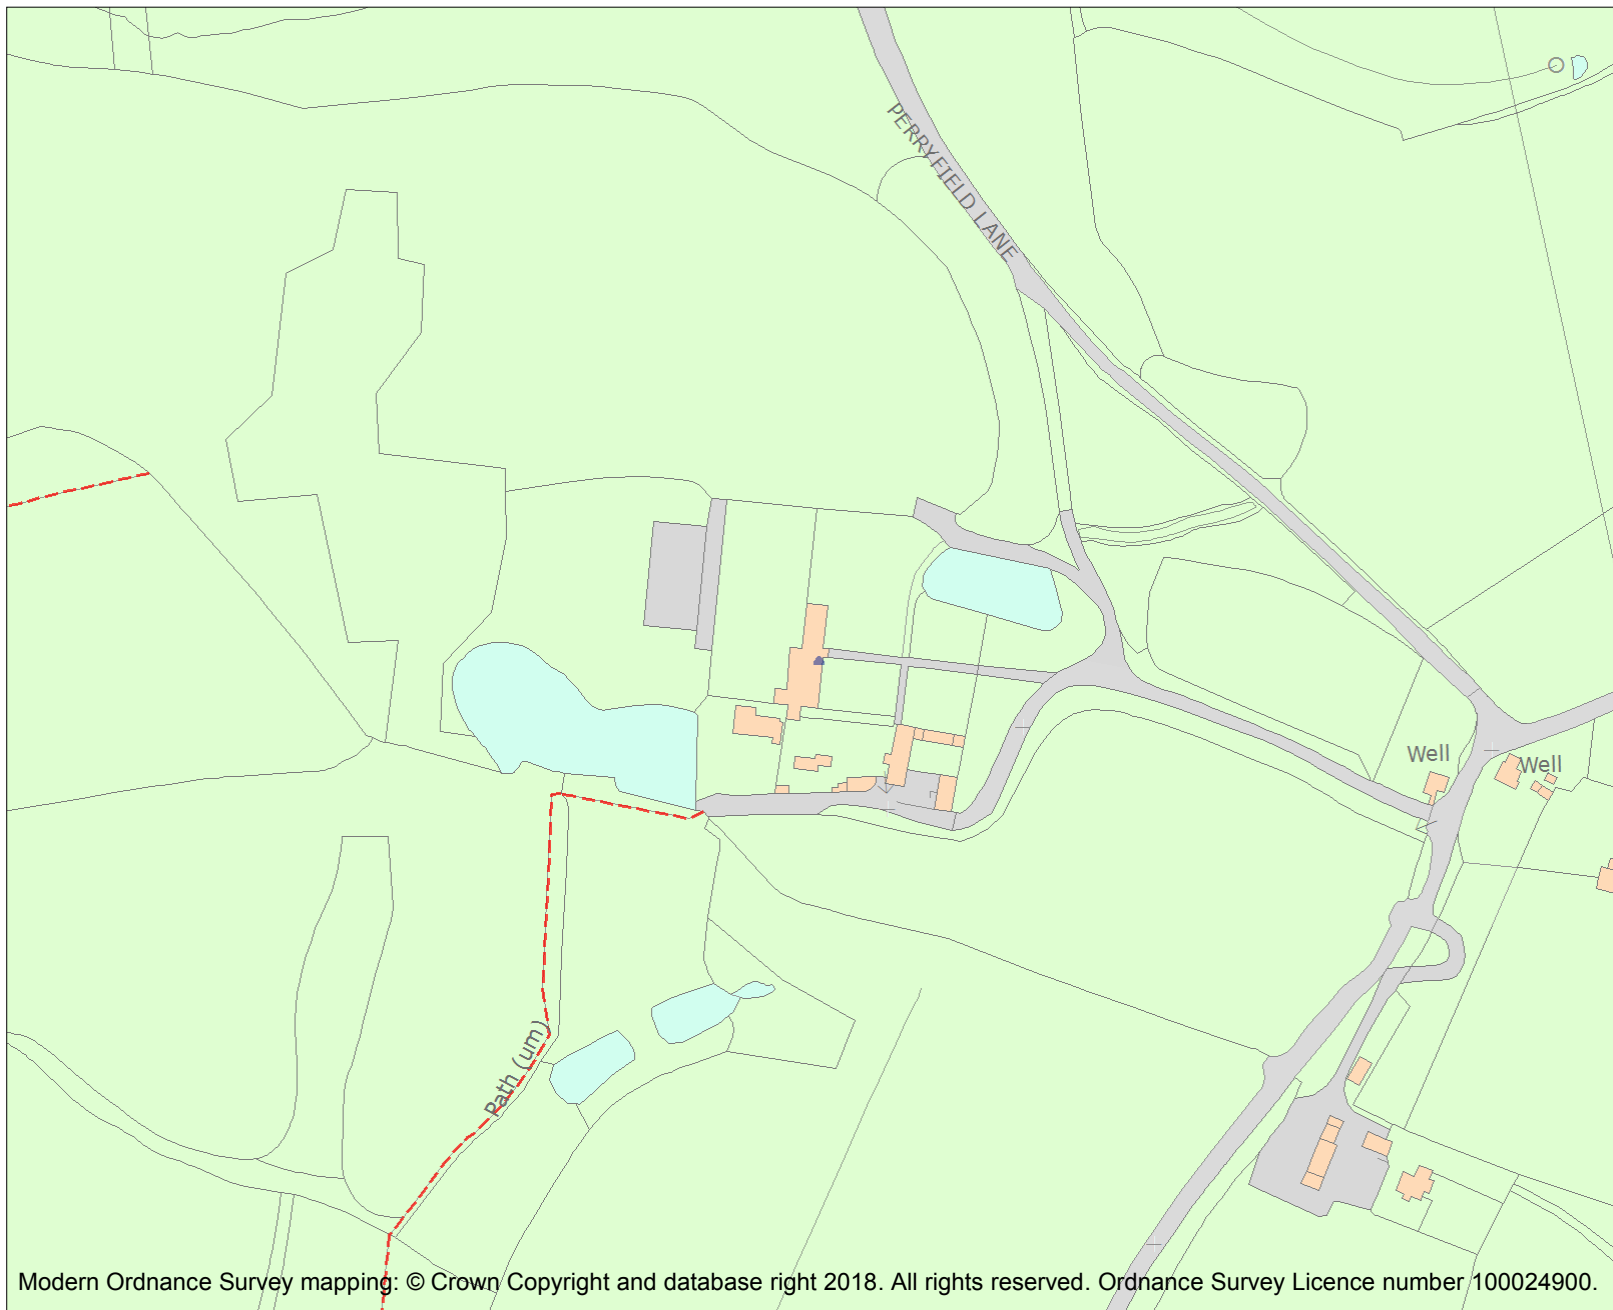 PERRYFIELD LANE
Well
Well
Path (um)
Modern Ordnance Survey mapping: © Crown Copyright and database right 2018. All rights reserved. Ordnance Survey Licence number 100024900.